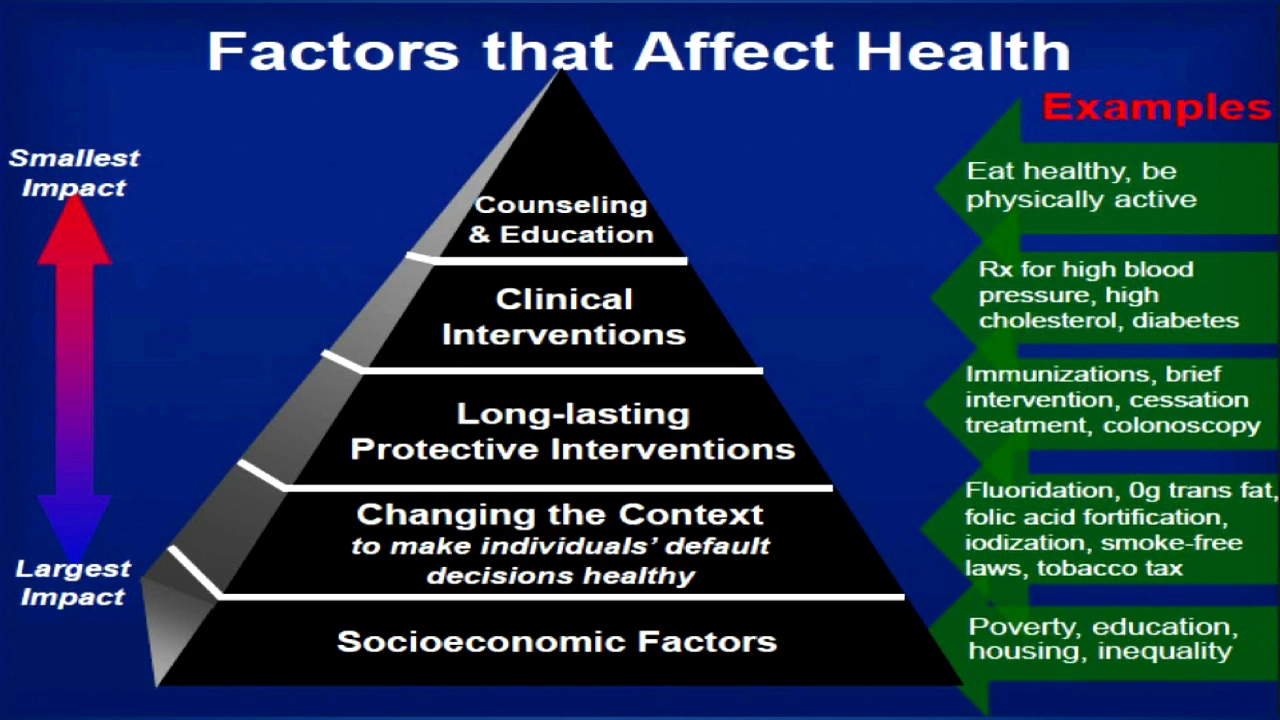 Factors that Affect Health
Examples
Smallest
Impact
Counseling
& Education
Eat healthy, be
physically active
Clinical
Interventions
Rx for high blood
pressure, high
cholesterol, diabetes
Long-lasting
Protective Interventions
Immunizations, brief
intervention, cessation
treatment, colonoscopy
Changing the Context
to make individuals’ default
decisions healthy
Fluoridation, 0g trans fat,
folic acid fortification,
iodization, smoke-free
laws, tobacco tax
Largest
Impact
Socioeconomic Factors
Poverty, education,
housing, inequality